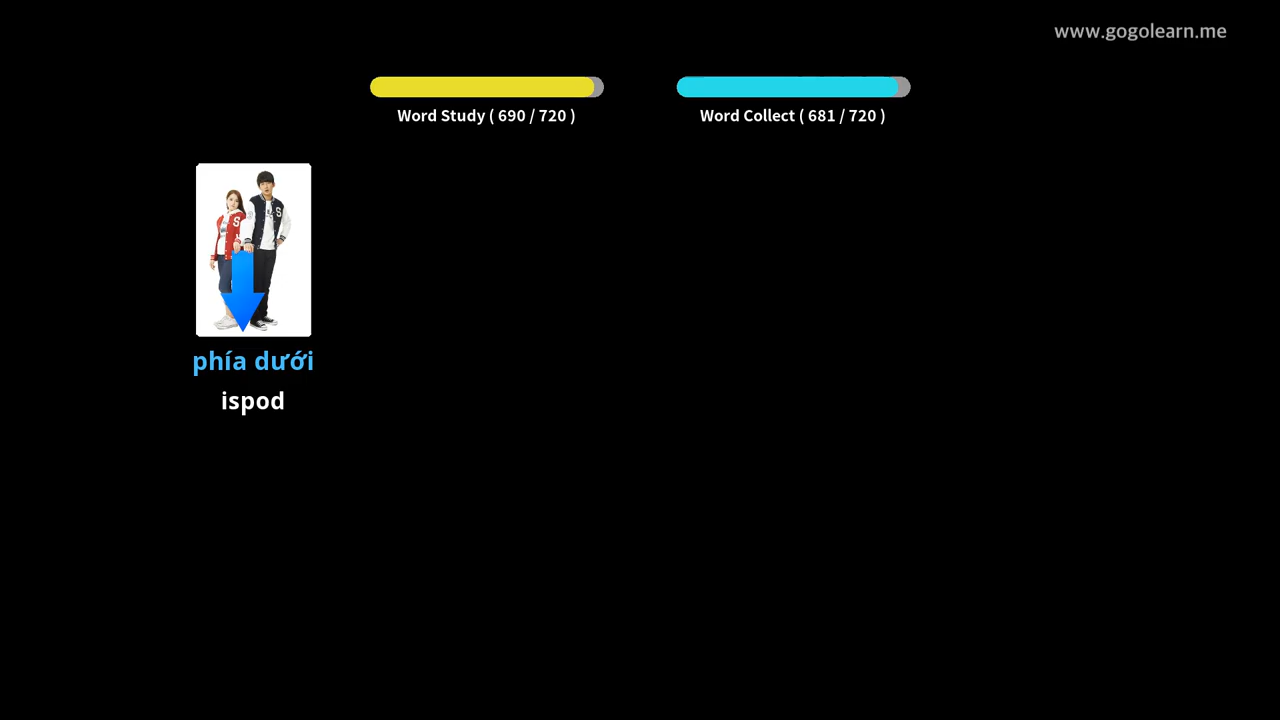 www.gogolearn.me
Word Study ( 690 / 720 )
Word Collect ( 681 / 720 )
S
S
phía dưới
ispod